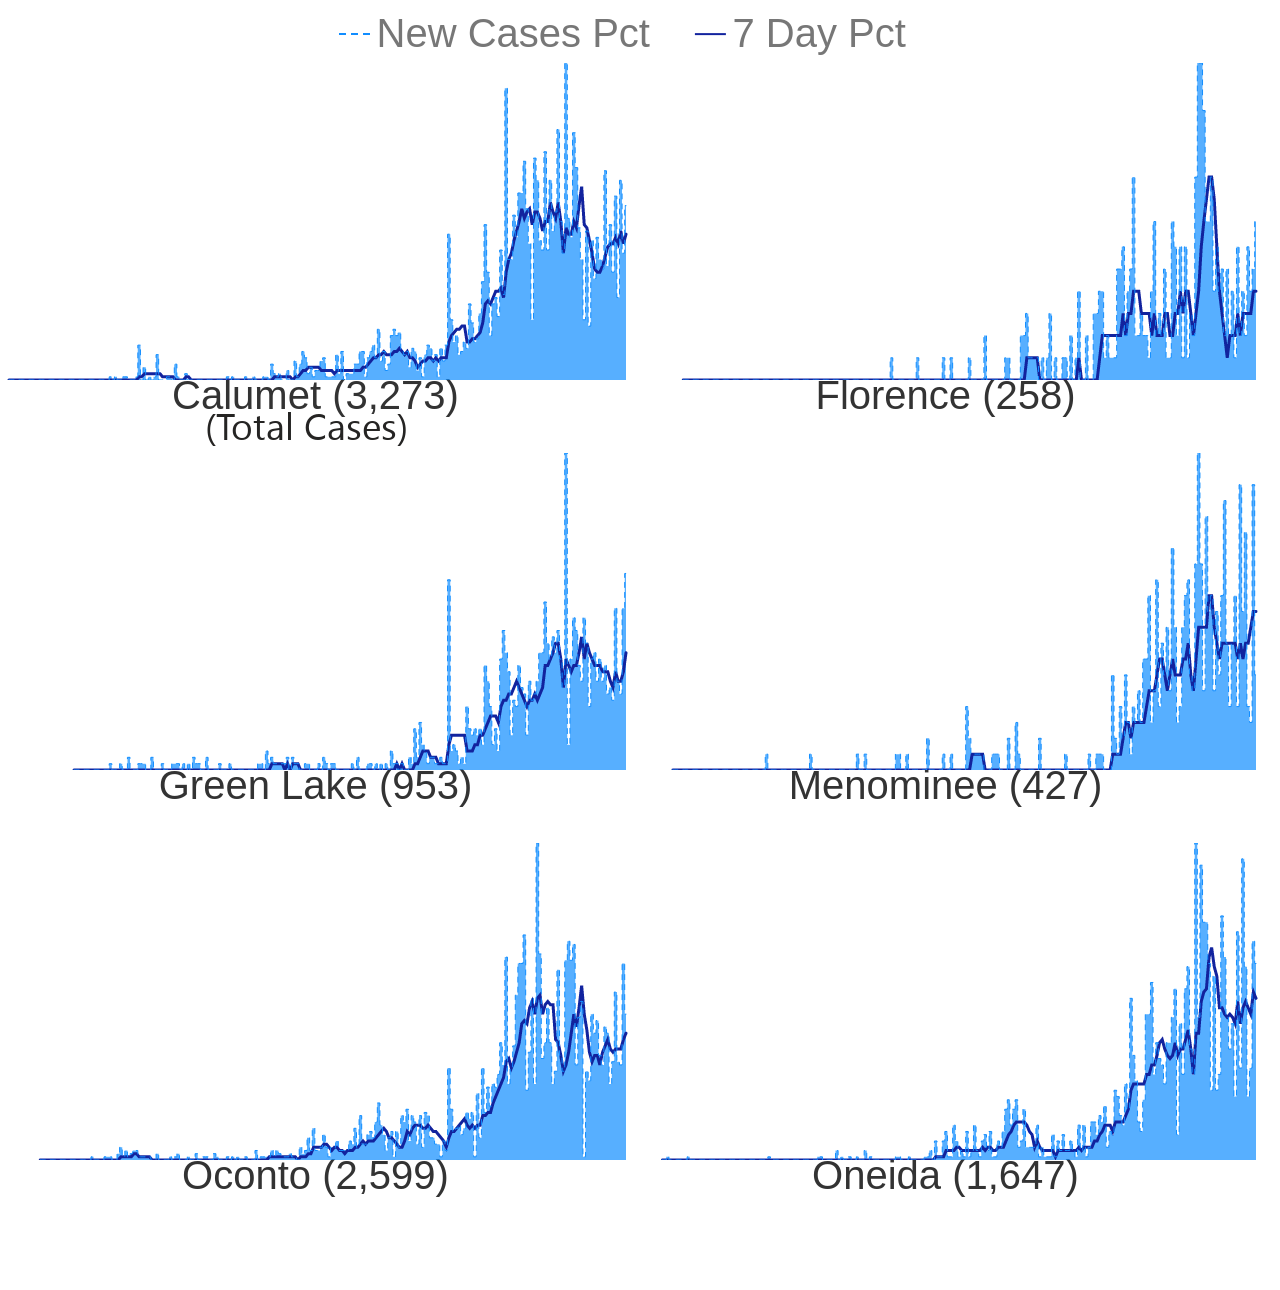 New Cases Pct 7 Day Pct
Calumet (3,273) Florence (258)
(Total Cases)
Green Lake (953) Menominee (427)
Oconto (2,599) Oneida (1,647)